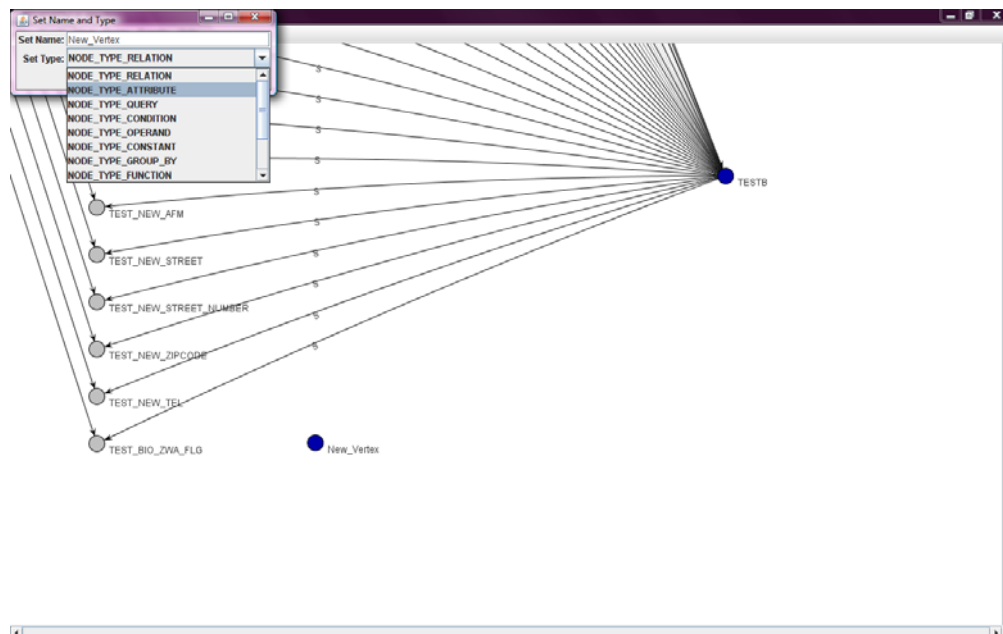 Set Name and Type
Set Name: New_Vertex
Set Type: NODE_TYPE_RELATION
NODE_TYPE_RELATION
NODE_TYPE_ATTRIBUTE
NODE_TYPE_QUERY
NODE_TYPE_CONDITION
NODE_TYPE_OPERAND
NODE_TYPE_CONSTANT
NODE_TYPE_GROUP_BY
NODE_TYPE_FUNCTION
S
S
S
S
TESTB
TEST_NEW_AFM
S
S
TEST_NEW_STREET
S
TEST_NEW_STREET_NUMBER
S
S
TEST_NEW_ZIPCODE
TEST_NEW_TEL
TEST_BIO_ZWA_FLG
New_Vertex